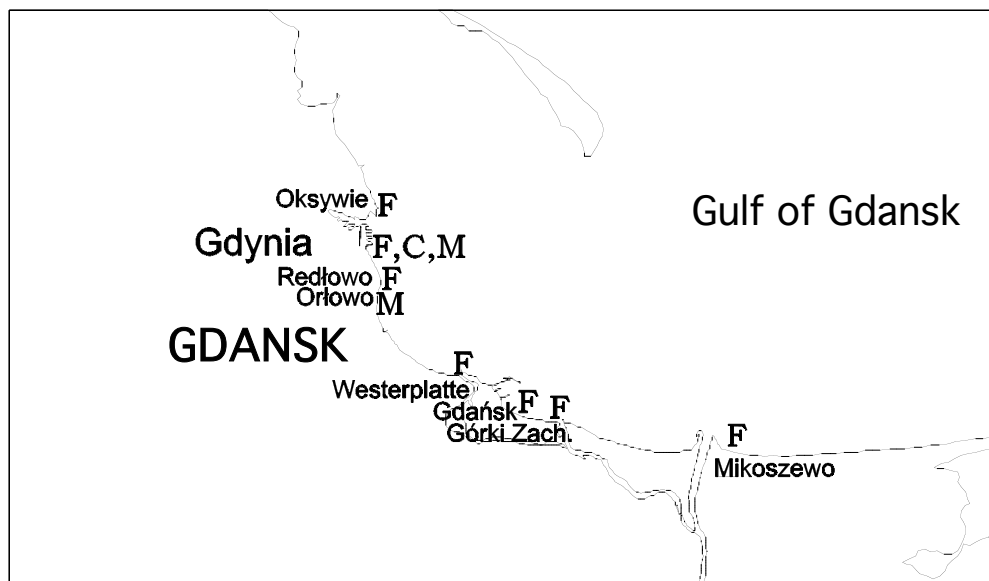 Oksywie F
Gulf of Gdansk
Gdynia F,C,M
Redłowo F
Orłowo M
GDANSK
F
Westerplatte
Gdańsk F F
Górki Zach.
F
Mikoszewo